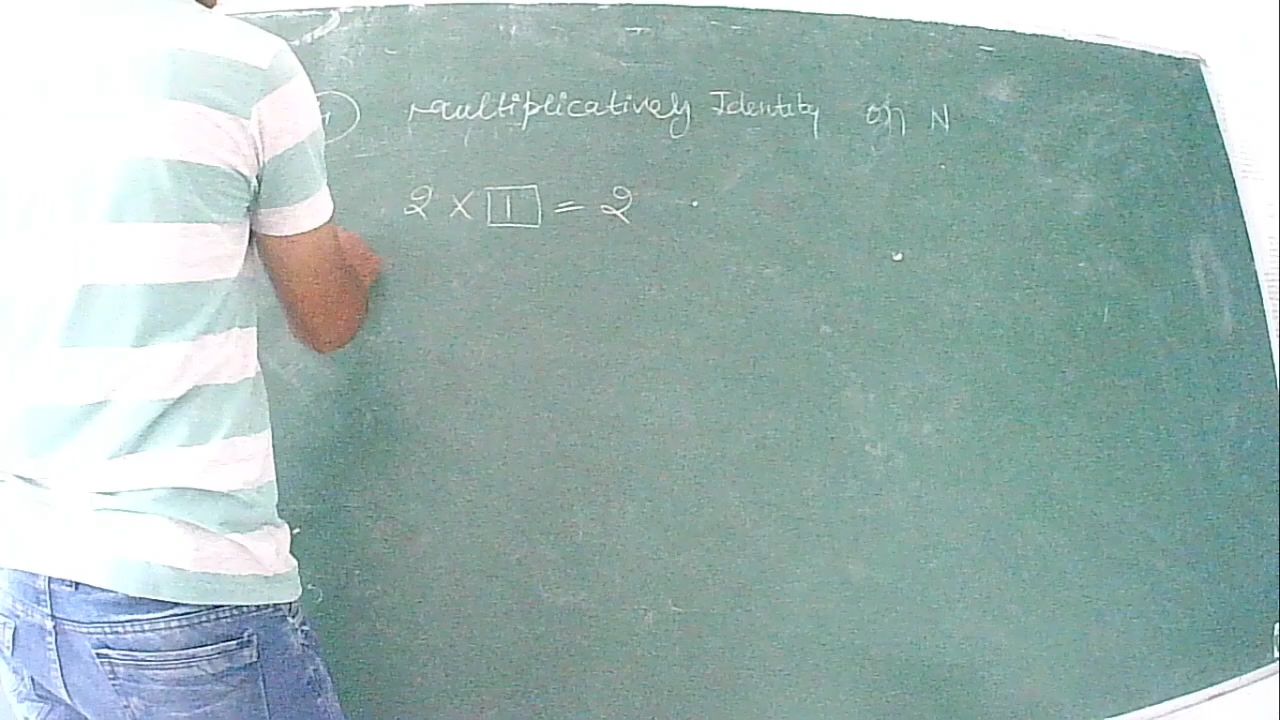 Multiplicatively Identity on N
2 × 1 = 2